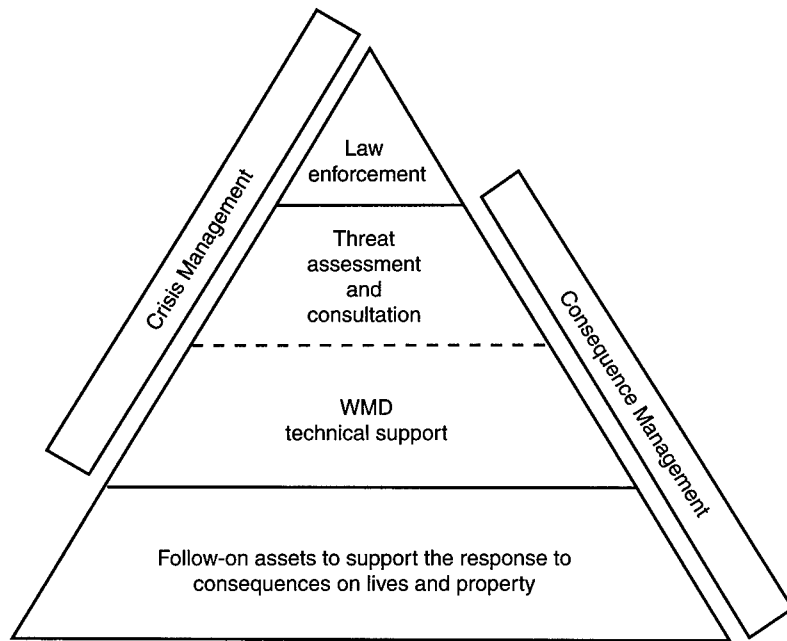 Law
enforcement
Threat
assessment
and
consultation
WMD
technical support
Follow-on assets to support the response to
consequences on lives and property
Crisis Management
Consequence Management